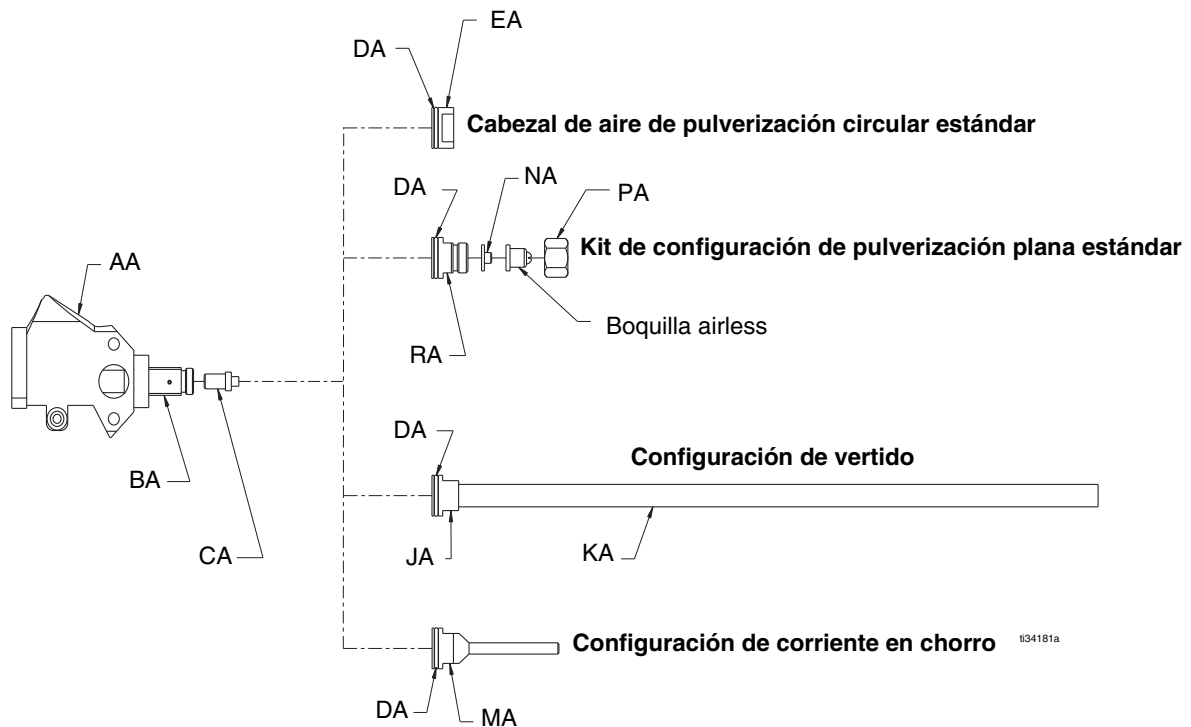 EA
DA
Cabezal de aire de pulverización circular estándar
DA
NA
PA
Kit de configuración de pulverización plana estándar
AA
Boquilla airless
RA
DA
Configuración de vertido
BA
CA
JA
KA
Configuración de corriente en chorro
ti34181a
DA
MA